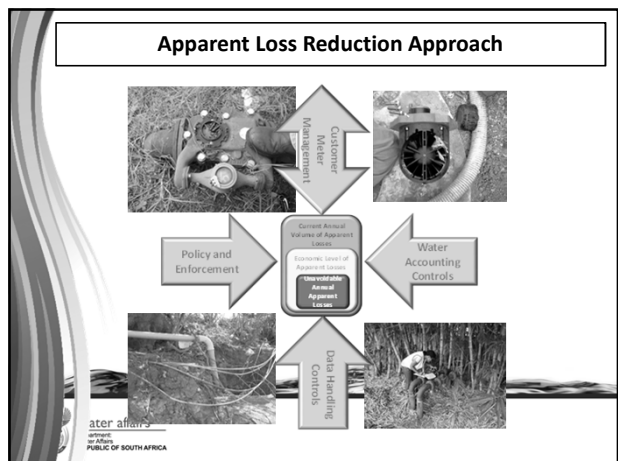 Apparent Loss Reduction Approach
Customer
Meter
Management
Policy and
Enforcement
Current Annual
Volume of Apparent
Losses
Economic Level of
Apparent Losses
Unavoidable
Annual
Apparent
Losses
Water
Accounting
Controls
Data Handling
Controls
ater affairs
partment:
ter Affairs
PUBLIC OF SOUTH AFRICA